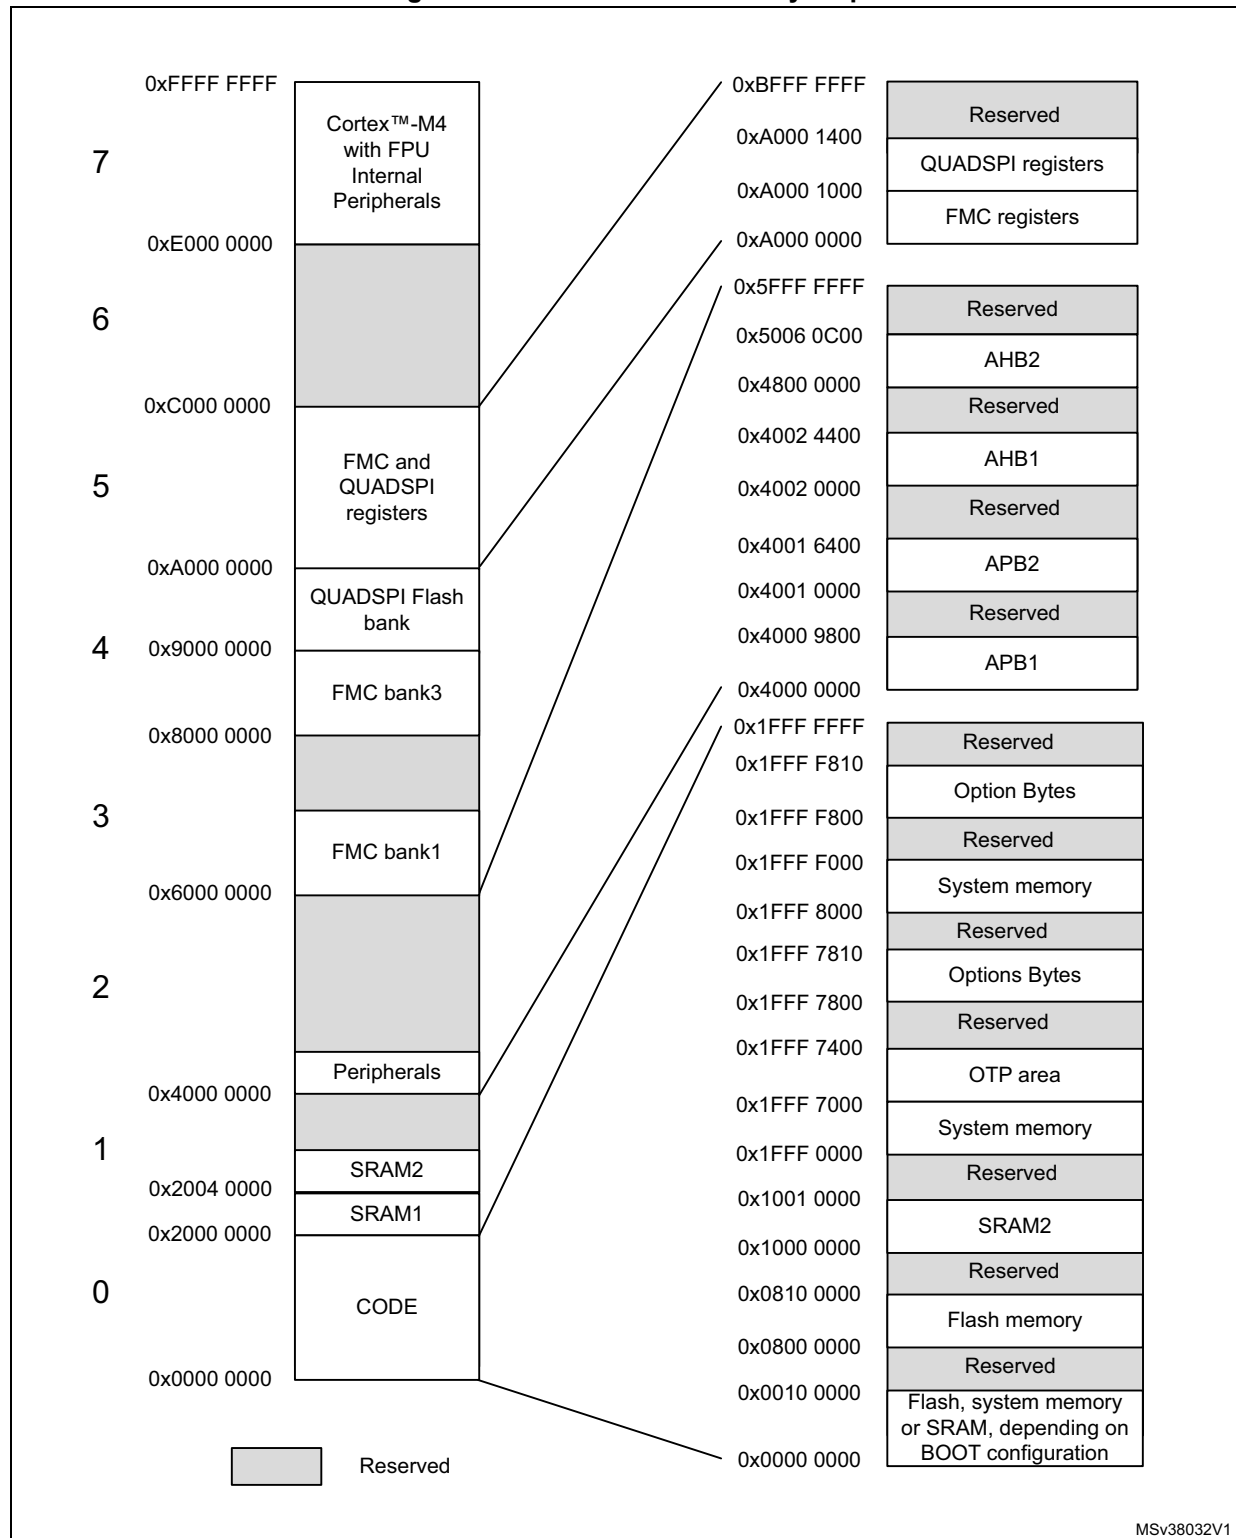 0xFFFF FFFF
Cortex™-M4
with FPU
Internal
Peripherals
7
0xE000 0000
6
0xC000 0000
FMC and
QUADSPI
registers
5
0xA000 0000
QUADSPI Flash
bank
4
0x9000 0000
FMC bank3
0x8000 0000
3
FMC bank1
0x6000 0000
2
Peripherals
0x4000 0000
1
SRAM2
0x2004 0000
SRAM1
0x2000 0000
0
CODE
0x0000 0000
Reserved
0xBFFF FFFF
Reserved
0xA000 1400
QUADSPI registers
0xA000 1000
FMC registers
0xA000 0000
0x5FFF FFFF
Reserved
0x5006 0C00
AHB2
0x4800 0000
Reserved
0x4002 4400
AHB1
0x4002 0000
Reserved
0x4001 6400
APB2
0x4001 0000
Reserved
0x4000 9800
APB1
0x4000 0000
0x1FFF FFFF
Reserved
0x1FFF F810
Option Bytes
0x1FFF F800
Reserved
0x1FFF F000
System memory
0x1FFF 8000
Reserved
0x1FFF 7810
Options Bytes
0x1FFF 7800
Reserved
0x1FFF 7400
OTP area
0x1FFF 7000
System memory
0x1FFF 0000
Reserved
0x1001 0000
SRAM2
0x1000 0000
Reserved
0x0810 0000
Flash memory
0x0800 0000
Reserved
0x0010 0000
Flash, system memory
or SRAM, depending on
BOOT configuration
0x0000 0000
MSv38032V1